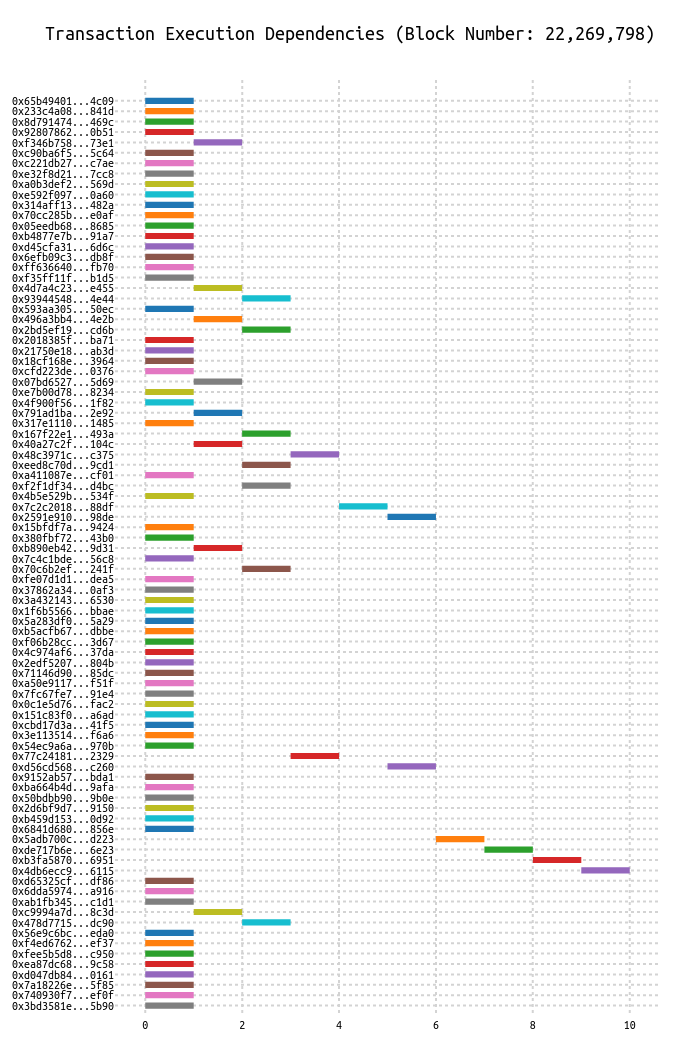 Transaction Execution Dependencies (Block Number: 22,269,798)
0x65b49401...4c09
0x233c4a08...841d
0x8d791474...469c
0x92807862...0b51
0xf346b758...73e1
0xc90ba6f5...5c64
0xc221db27...c7ae
0xe32f8d21...7cc8
0xa0b3def2...569d
0xe592f097...0a60
0x314aff13...482a
0x70cc285b...e0af
0x05eedb68...8685
0xb4877e7b...91a7
0xd45cfa31...6d6c
0x6efb09c3...db8f
0xff636640...fb70
0xf35ff11f...b1d5
0x4d7a4c23...e455
0x93944548...4e44
0x593aa305...50ec
0x496a3bb4...4e2b
0x2bd5ef19...cd6b
0x2018385f...ba71
0x21750e18...ab3d
0x18cf168e...3964
0xcfd223de...0376
0x07bd6527...5d69
0xe7b00d78...8234
0x4f900f56...1f82
0x791ad1ba...2e92
0x317e1110...1485
0x167f22e1...493a
0x40a27c2f...104c
0x48c3971c...c375
0xeed8c70d...9cd1
0xa411087e...cf01
0xf2f1df34...d4bc
0x4b5e529b...534f
0x7c2c2018...88df
0x2591e910...98de
0x15bfdf7a...9424
0x380fbf72...43b0
0xb890eb42...9d31
0x7c4c1bde...56c8
0x70c6b2ef...241f
0xfe07d1d1...dea5
0x37862a34...0af3
0x3a432143...6530
0x1f6b5566...bbae
0x5a283df0...5a29
0xb5acfb67...dbbe
0xf06b28cc...3d67
0x4c974af6...37da
0x2edf5207...804b
0x71146d90...85dc
0xa50e9117...f51f
0x7fc67fe7...91e4
0x0c1e5d76...fac2
0x151c83f0...a6ad
0xcbd17d3a...41f5
0x3e113514...f6a6
0x54ec9a6a...970b
0x77c24181...2329
0xd56cd568...c260
0x9152ab57...bda1
0xba664b4d...9afa
0x50bdbb90...9b0e
0x2d6bf9d7...9150
0xb459d153...0d92
0x6841d680...856e
0x5adb700c...d223
0xde717b6e...6e23
0xb3fa5870...6951
0x4db6ecc9...6115
0xd65325cf...df86
0x6dda5974...a916
0xab1fb345...c1d1
0xc9994a7d...8c3d
0x478d7715...dc90
0x56e9c6bc...eda0
0xf4ed6762...ef37
0xfee5b5d8...c950
0xea87dc68...9c58
0xd047db84...0161
0x7a18226e...5f85
0x740930f7...ef0f
0x3bd3581e...5b90
0 2 4 6 8 10